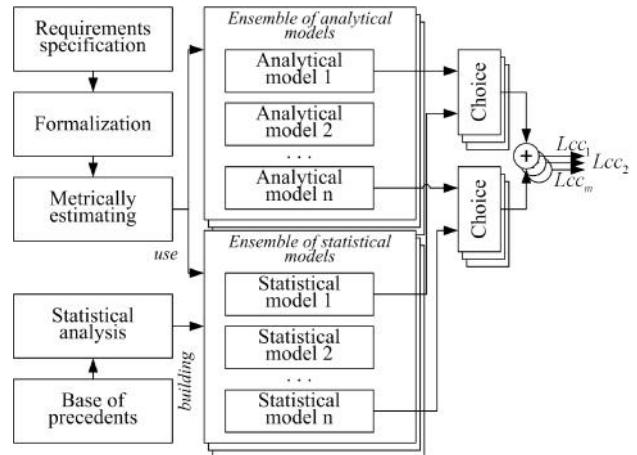 Requirements
specification
Formalization
Metrically
estimating
use
Statistical
analysis
building
Base of
precedents
Ensemble of analytical
models
Analytical
model 1
Analytical
model 2
. . .
Analytical
model n
Ensemble of statistical
models
Statistical
model 1
Statistical
model 2
. . .
Statistical
model n
Choice
Choice
+
Lcc1
Lcc2
Lccm